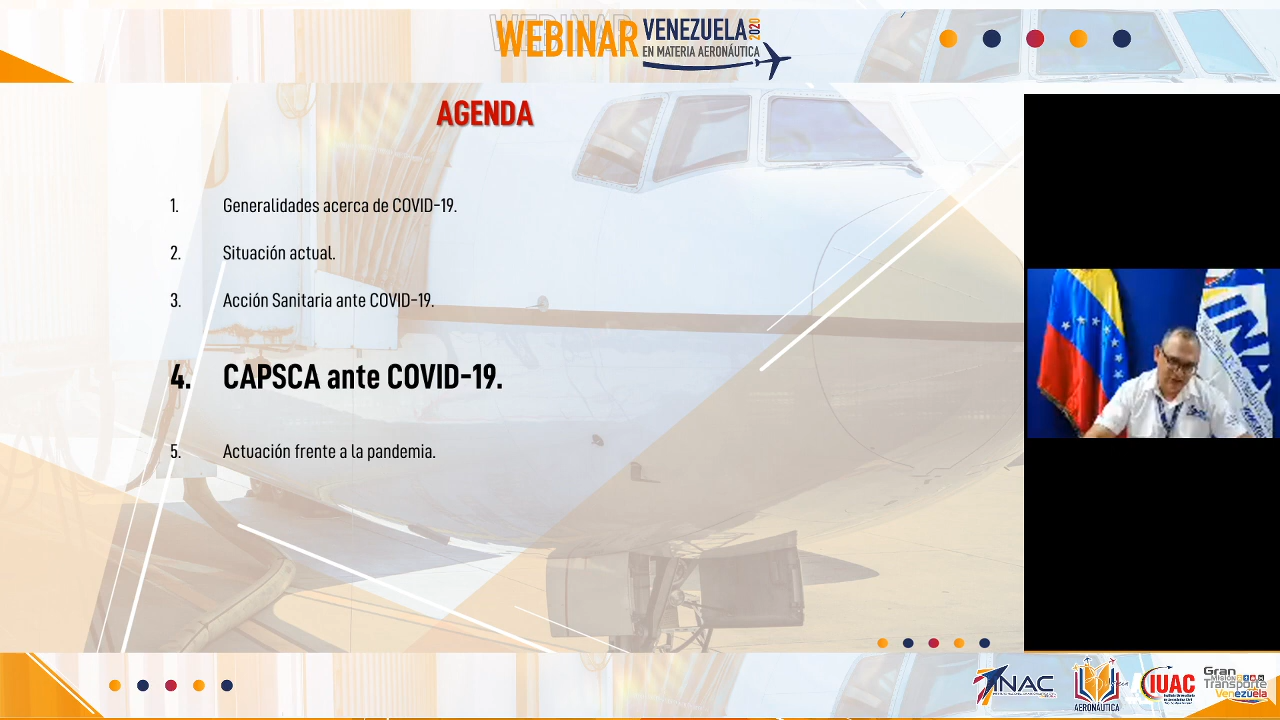 WEBINAR
VENEZUELA 2020
EN MATERIA AERONÁUTICA
AGENDA
1. Generalidades acerca de COVID-19.
2. Situación actual.
3. Acción Sanitaria ante COVID-19.
4. CAPSCA ante COVID-19.
5. Actuación frente a la pandemia.
INAC
AERONÁUTICA
IUAC
Gran
MISIÓN
Transporte
Venezuela